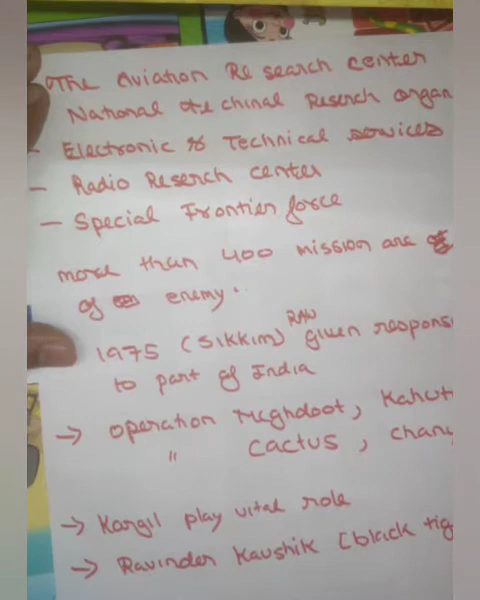 The Aviation Research center
National technical Reserch organ
- Electronic & Technical services
- Radio Reserch center
- Special Frontier force
more than 400 mission are
of enemy..
1975 (Sikkim) RAW given respons
to part of India
→ operation Meghdoot, Kahut
" Cactus, chan
→ Kargil play vital role
→ Ravinder Kaushik (black tig